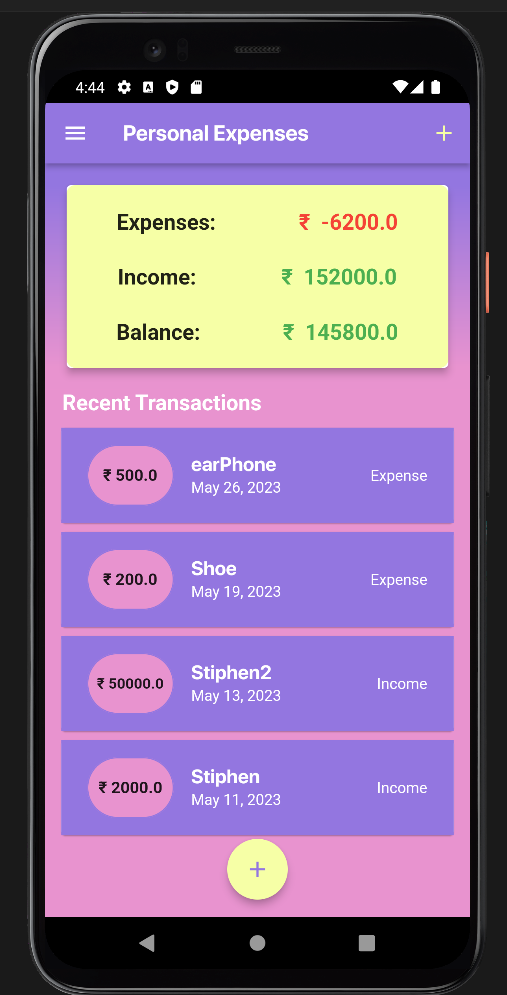 4:44
Personal Expenses
+
Expenses: ₹ -6200.0
Income: ₹ 152000.0
Balance: ₹ 145800.0
Recent Transactions
₹ 500.0 earPhone Expense
May 26, 2023
₹ 200.0 Shoe Expense
May 19, 2023
₹ 50000.0 Stiphen2 Income
May 13, 2023
₹ 2000.0 Stiphen Income
May 11, 2023
+